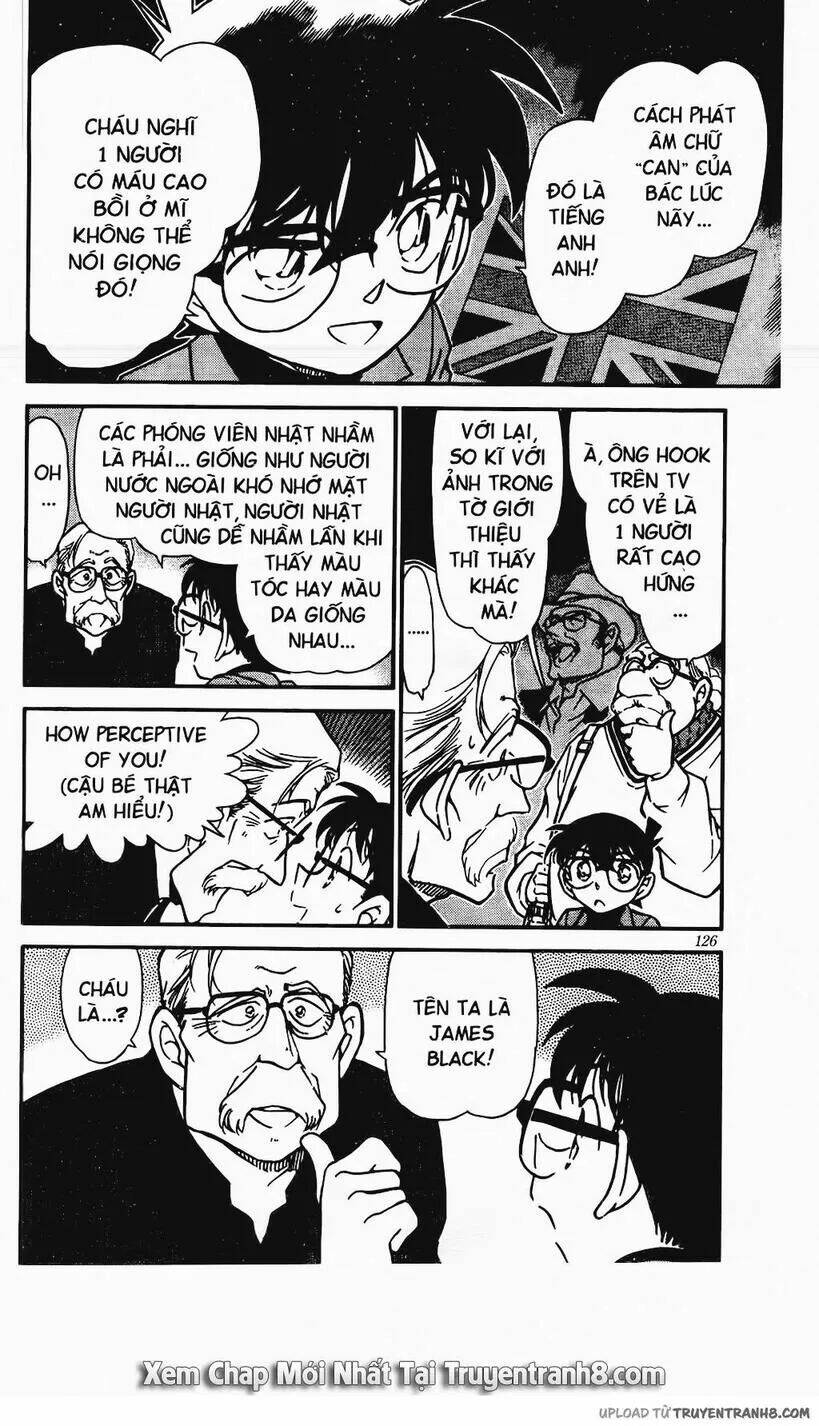 CÁCH PHÁT
ÂM CHỮ
"CAN" CỦA
BÁC LÚC
NÃY...
ĐÓ LÀ
TIẾNG
ANH
ANH!
CHÁU NGHĨ
1 NGƯỜI
CÓ MÁU CAO
BỒI Ở MĨ
KHÔNG THỂ
NÓI GIỌNG
ĐÓ!
OH
...
CÁC PHÓNG VIÊN NHẬT NHẦM
LÀ PHẢI... GIỐNG NHƯ NGƯỜI
NƯỚC NGOÀI KHÓ NHỚ MẶT
NGƯỜI NHẬT, NGƯỜI NHẬT
CŨNG DỄ NHẦM LẪN KHI
THẤY MÀU
TÓC HAY MÀU
DA GIỐNG
NHAU...
VỚI LẠI,
SO KĨ VỚI
ẢNH TRONG
TỜ GIỚI
THIỆU
THÌ THẤY
KHÁC
MÀ!
À, ÔNG HOOK
TRÊN TV
CÓ VẺ LÀ
1 NGƯỜI
RẤT CAO
HỨNG
...
......
HOW PERCEPTIVE
OF YOU!
(CẬU BÉ THẬT
AM HIỂU!)
126
CHÁU
LÀ...?
TÊN TA LÀ
JAMES
BLACK!
Xem Chap Mới Nhất Tại Truyentranh8.com
UPLOAD TỪ TRUYENTRANH8.COM